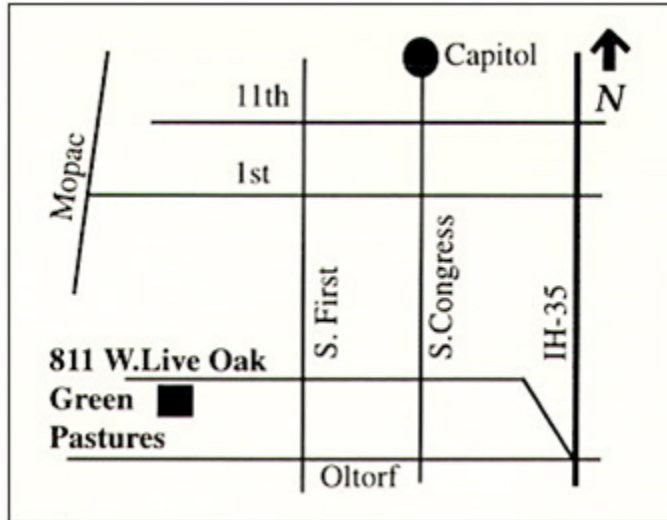 Capitol
N
11th
1st
Mopac
S. First
S.Congress
IH-35
811 W.Live Oak
Green
Pastures
Oltorf